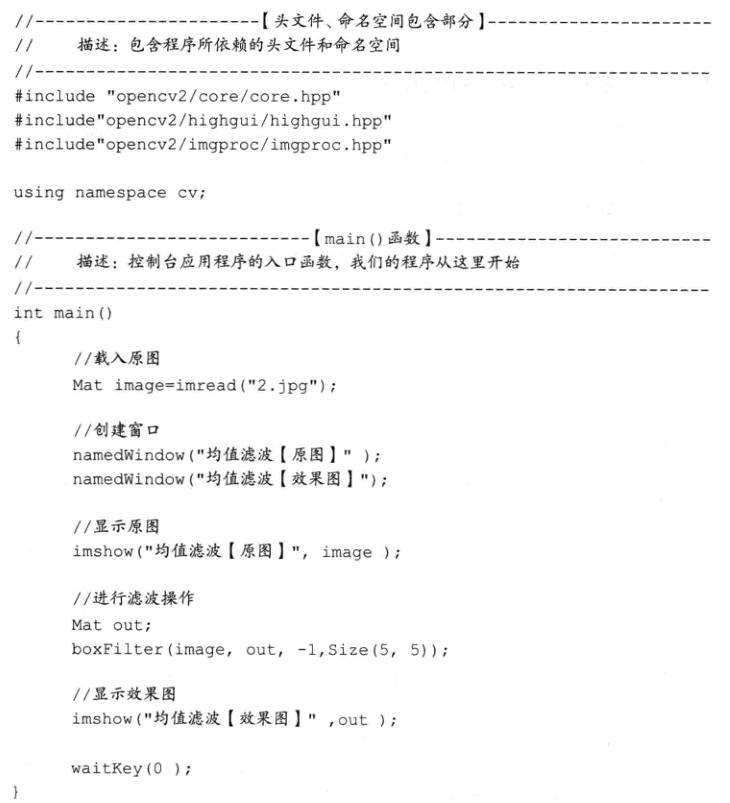 //----------------------【头文件、命名空间包含部分】----------------------
//    描述：包含程序所依赖的头文件和命名空间
//------------------------------------------------------------------
#include "opencv2/core/core.hpp"
#include"opencv2/highgui/highgui.hpp"
#include"opencv2/imgproc/imgproc.hpp"
using namespace cv;
//---------------------------【main()函数】---------------------------
//    描述：控制台应用程序的入口函数，我们的程序从这里开始
//------------------------------------------------------------------
int main()
{
//载入原图
Mat image=imread("2.jpg");
//创建窗口
namedWindow("均值滤波【原图】" );
namedWindow("均值滤波【效果图】");
//显示原图
imshow("均值滤波【原图】", image );
//进行滤波操作
Mat out;
boxFilter(image, out, -1,Size(5, 5));
//显示效果图
imshow("均值滤波【效果图】" ,out );
waitKey(0 );
}